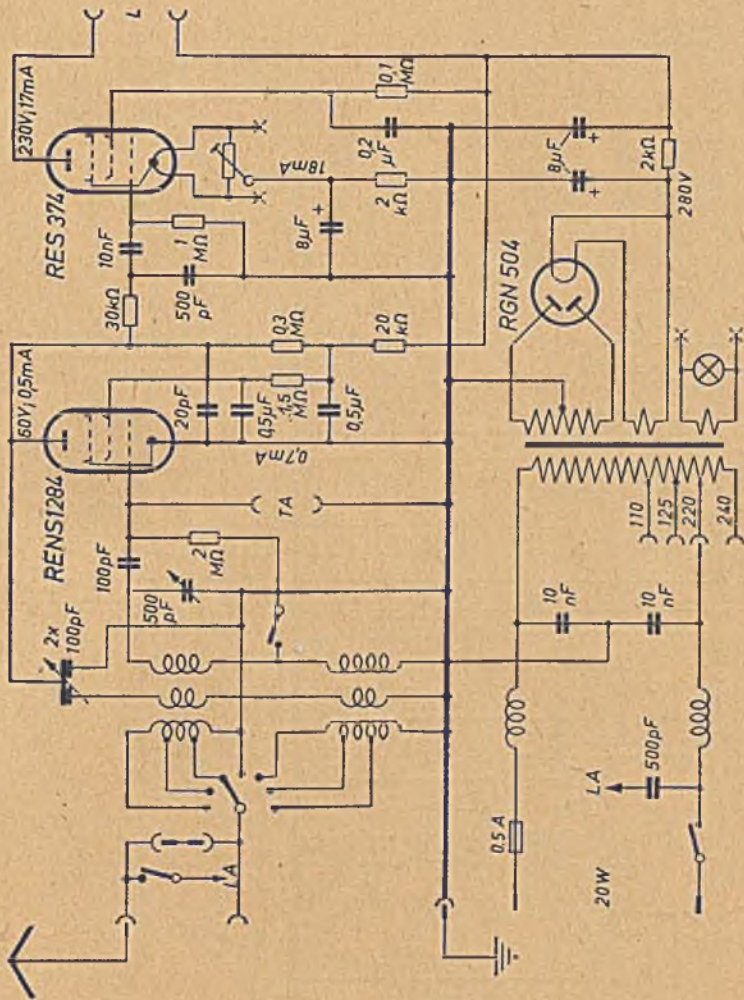 L
230V; 17mA
RES 374
10nF
1
MΩ
500
pF
30kΩ
0,1
MΩ
0,2
µF
18mA
2
kΩ
8µF
+
8µF
+
+
2kΩ
280V
60V; 0,5mA
RENS1284
20pF
0,3
MΩ
20
kΩ
0,5µF
1,5
MΩ
0,5µF
0,7mA
RGN 504
2x
100pF
100pF
2
MΩ
TA
500
pF
110
125
220
240
10
nF
10
nF
LA
0,5 A
LA
500pF
20W